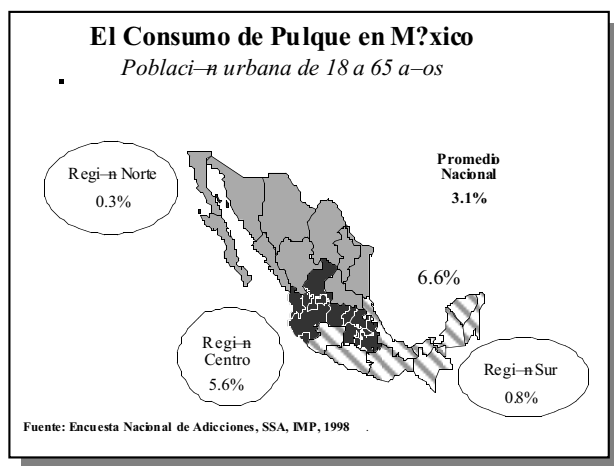 El Consumo de Pulque en M?xico
Poblaci—n urbana de 18 a 65 a–os
Regi—n Norte
0.3%
Promedio
Nacional
3.1%
6.6%
Regi—n
Centro
5.6%
Regi—n Sur
0.8%
Fuente: Encuesta Nacional de Adicciones, SSA, IMP, 1998 .